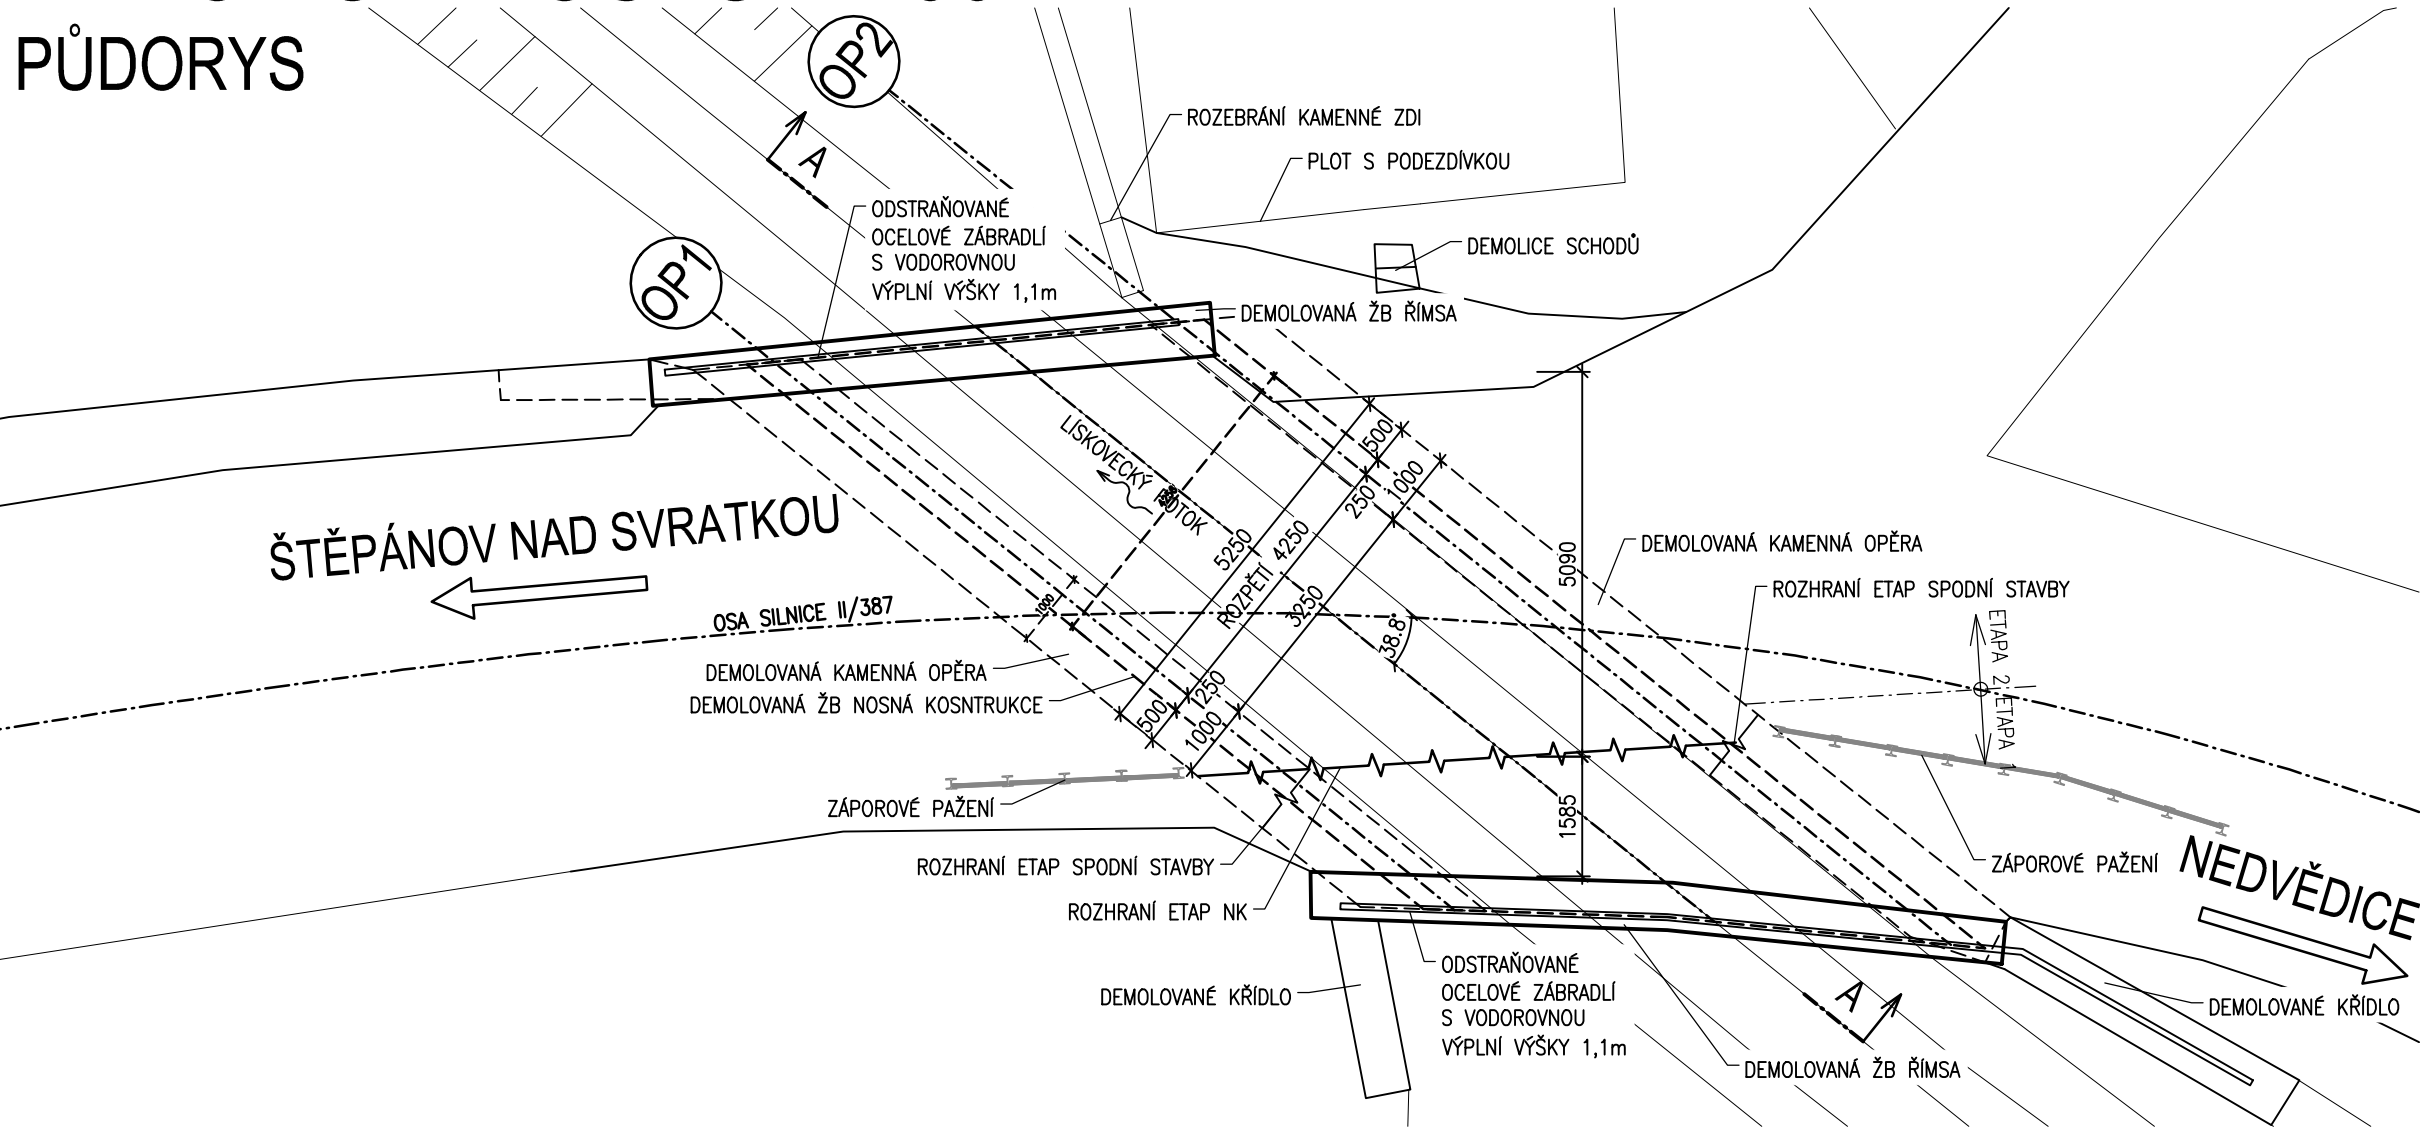 PŮDORYS
OP2
A
ROZEBRÁNÍ KAMENNÉ ZDI
PLOT S PODEZDÍVKOU
ODSTRAŇOVANÉ
OCELOVÉ ZÁBRADLÍ
S VODOROVNOU
VÝPLNÍ VÝŠKY 1,1m
DEMOLICE SCHODŮ
OP1
DEMOLOVANÁ ŽB ŘÍMSA
LÍSKOVECKÝ POTOK
500
1000
250
5250
ROZPĚTÍ 4250
3250
5090
38.8°
ŠTĚPÁNOV NAD SVRATKOU
OSA SILNICE II/387
1000
DEMOLOVANÁ KAMENNÁ OPĚRA
ROZHRANÍ ETAP SPODNÍ STAVBY
ETAPA 2
ETAPA 1
DEMOLOVANÁ KAMENNÁ OPĚRA
DEMOLOVANÁ ŽB NOSNÁ KOSNTRUKCE
250
500
1000
ZÁPOROVÉ PAŽENÍ
1585
ROZHRANÍ ETAP SPODNÍ STAVBY
ROZHRANÍ ETAP NK
ZÁPOROVÉ PAŽENÍ
NEDVĚDICE
DEMOLOVANÉ KŘÍDLO
ODSTRAŇOVANÉ
OCELOVÉ ZÁBRADLÍ
S VODOROVNOU
VÝPLNÍ VÝŠKY 1,1m
A
DEMOLOVANÉ KŘÍDLO
DEMOLOVANÁ ŽB ŘÍMSA